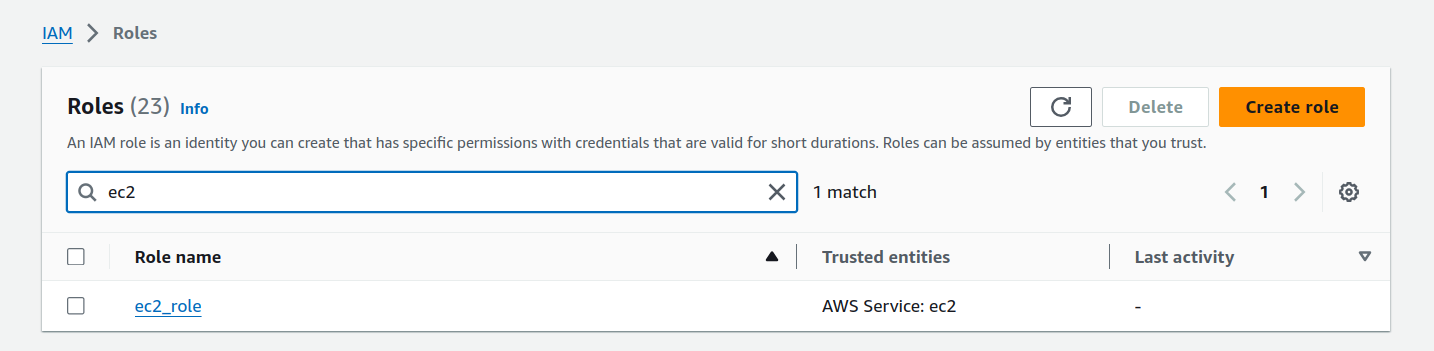 IAM > Roles
Roles (23) Info
Delete
Create role
An IAM role is an identity you can create that has specific permissions with credentials that are valid for short durations. Roles can be assumed by entities that you trust.
ec2
1 match
1
Role name
Trusted entities
Last activity
ec2_role
AWS Service: ec2
-